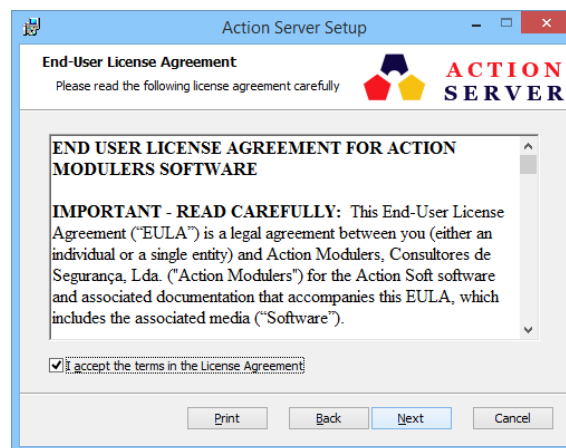 Action Server Setup
End-User License Agreement
Please read the following license agreement carefully
ACTION
SERVER
END USER LICENSE AGREEMENT FOR ACTION
MODULERS SOFTWARE
IMPORTANT - READ CAREFULLY: This End-User License
Agreement (“EULA”) is a legal agreement between you (either an
individual or a single entity) and Action Modulers, Consultores de
Segurança, Lda. ("Action Modulers") for the Action Soft software
and associated documentation that accompanies this EULA, which
includes the associated media (“Software”).
I accept the terms in the License Agreement
Print
Back
Next
Cancel